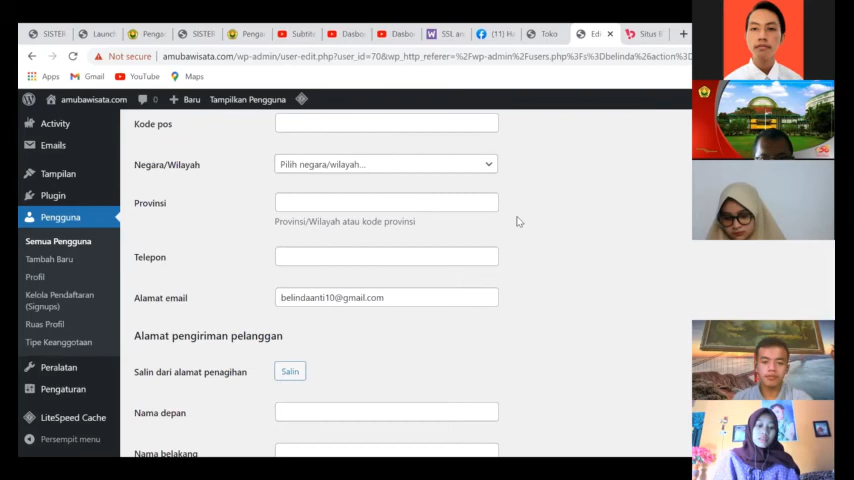 SISTER
Launch
Pengar
SISTER
Pengar
Subtitl
Dasbo
Dasbo
SSL an
(11) Ha
Toko
Edi
Situs B
Not secure
amubawisata.com/wp-admin/user-edit.php?user_id=70&wp_http_referer=%2Fwp-admin%2Fusers.php%3Fs%3Dbelinda%26action%3D
Apps
Gmail
YouTube
Maps
amubawisata.com
0
Baru
Tampilkan Pengguna
Activity
Emails
Tampilan
Plugin
Pengguna
Semua Pengguna
Tambah Baru
Profil
Kelola Pendaftaran
(Signups)
Ruas Profil
Tipe Keanggotaan
Peralatan
Pengaturan
LiteSpeed Cache
Persempit menu
Kode pos
Negara/Wilayah
Pilih negara/wilayah...
Provinsi
Provinsi/Wilayah atau kode provinsi
Telepon
Alamat email
belindaanti10@gmail.com
Alamat pengiriman pelanggan
Salin dari alamat penagihan
Salin
Nama depan
Nama belakang